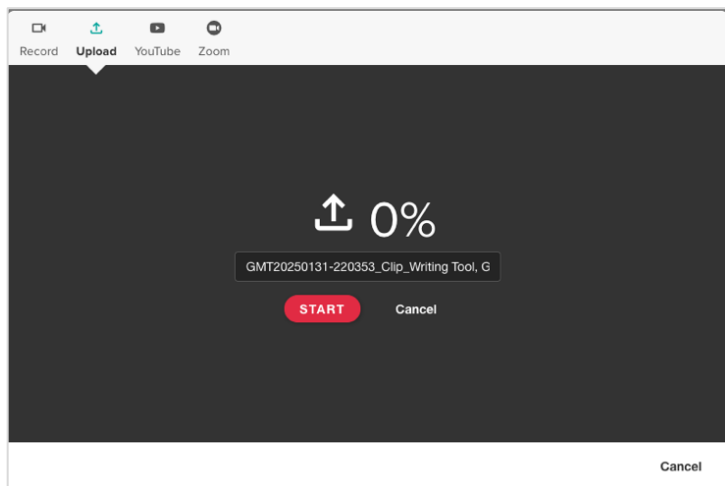 Record Upload YouTube Zoom
0%
GMT20250131-220353_Clip_Writing Tool, G
START Cancel
Cancel